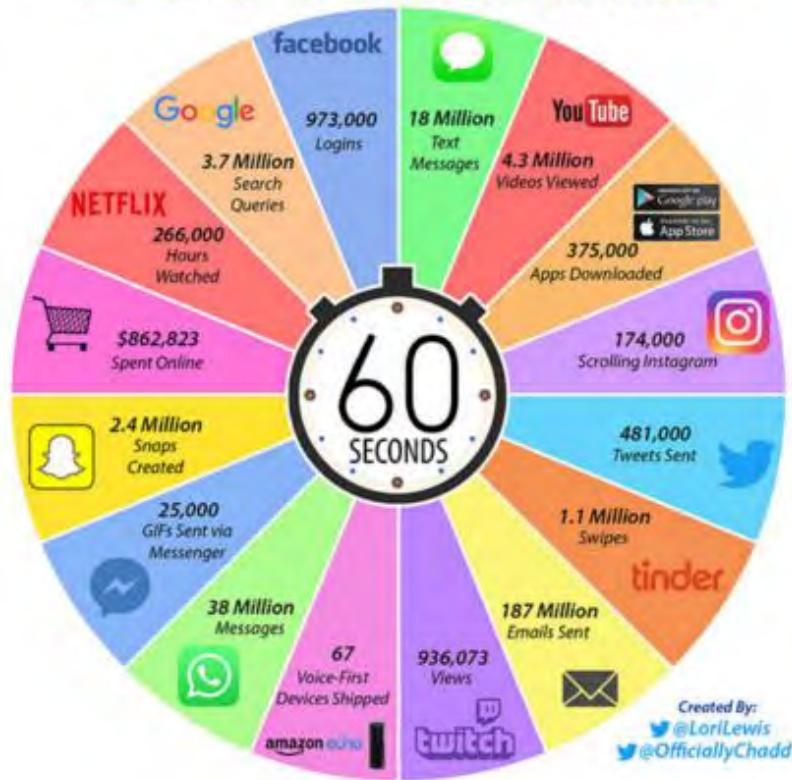 facebook
973,000
Logins
18 Million
Text
Messages
YouTube
4.3 Million
Videos Viewed
Google play
App Store
375,000
Apps Downloaded
174,000
Scrolling Instagram
481,000
Tweets Sent
1.1 Million
Swipes
tinder
187 Million
Emails Sent
936,073
Views
twitch
67
Voice-First
Devices Shipped
amazon echo
38 Million
Messages
25,000
GIFs Sent via
Messenger
2.4 Million
Snaps
Created
$862,823
Spent Online
NETFLIX
266,000
Hours
Watched
Google
3.7 Million
Search
Queries
60
SECONDS
Created By:
@LoriLewis
@OfficiallyChadd